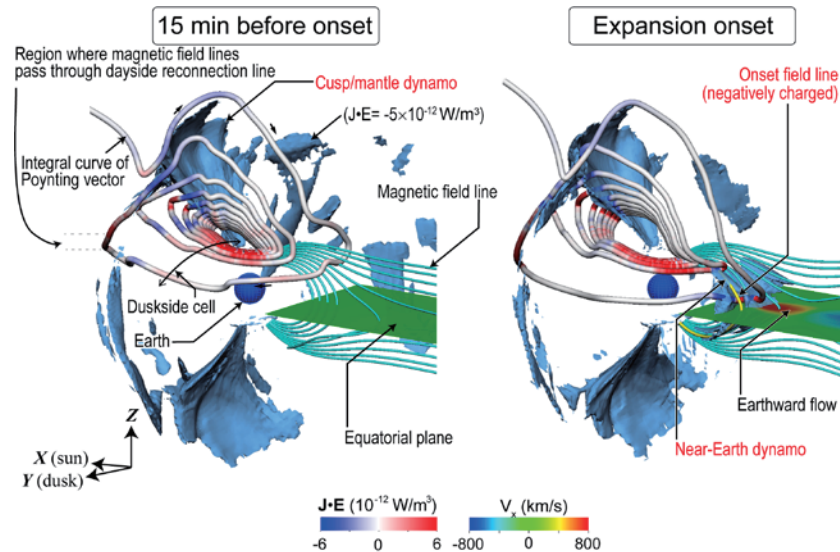 15 min before onset
Expansion onset
Region where magnetic field lines
pass through dayside reconnection line
Cusp/mantle dynamo
(J•E= -5×10⁻¹² W/m³)
Integral curve of
Poynting vector
Magnetic field line
Onset field line
(negatively charged)
Duskside cell
Earth
Equatorial plane
Earthward flow
Near-Earth dynamo
Z
X (sun)
Y (dusk)
J•E (10⁻¹² W/m³)
-6 0 6
Vₓ (km/s)
-800 0 800